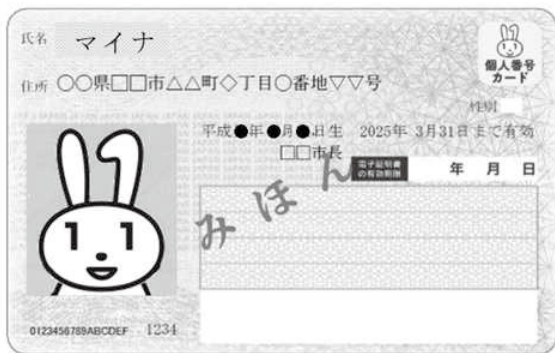 氏名 マイナ
個人番号
カード
住所 ○○県□□市△△町◇丁目○番地▽▽号
性別
平成●年●月●日生 2025年 3月31日まで有効
□□市長
電子証明書
の有効期限
年 月 日
みほん
1 1
0123456789ABCDEF 1234